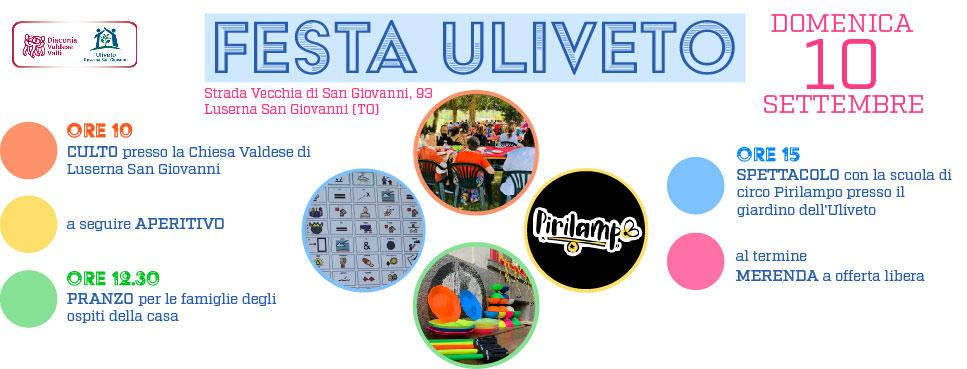 Diaconia
Valdese
Valli
Uliveto
Luserna San Giovanni
FESTA ULIVETO
DOMENICA
10
SETTEMBRE
Strada Vecchia di San Giovanni, 93
Luserna San Giovanni (TO)
ORE 10
CULTO presso la Chiesa Valdese di
Luserna San Giovanni
a seguire APERITIVO
ORE 12.30
PRANZO per le famiglie degli
ospiti della casa
Pirilampo
ORE 15
SPETTACOLO con la scuola di
circo Pirilampo presso il
giardino dell'Uliveto
al termine
MERENDA a offerta libera